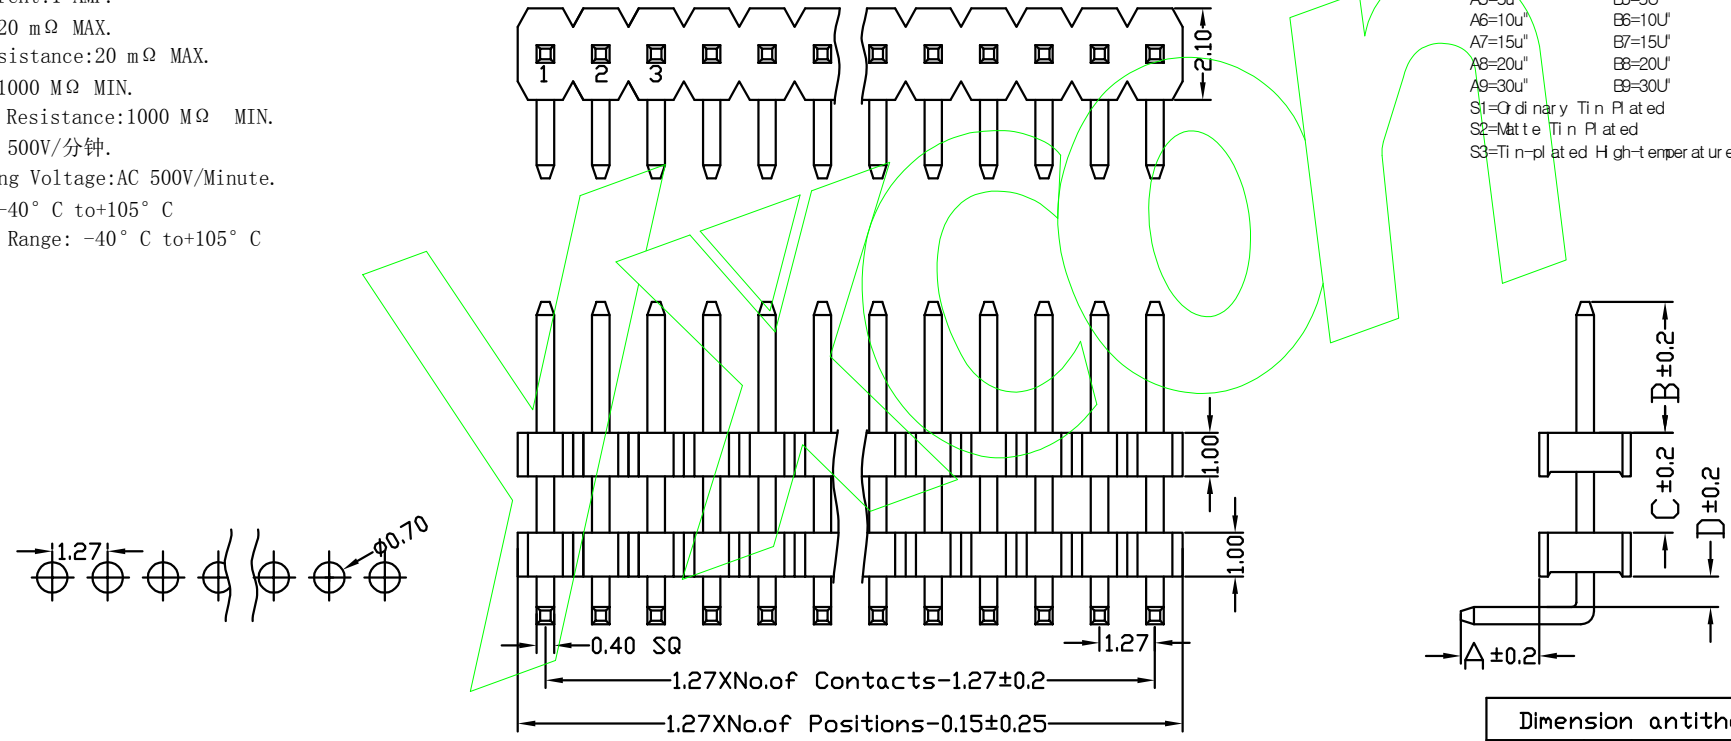 20 mΩ MAX.
sistance:20 mΩ MAX.
1000 MΩ MIN.
Resistance:1000 MΩ MIN.
500V/分钟.
ng Voltage:AC 500V/Minute.
-40° C to+105° C
Range: -40° C to+105° C
1 2 3
2.10
A6=10u" B6=10U"
A7=15u" B7=15U"
A8=20u" B8=20U"
A9=30u" B9=30U"
S1=Ordinary Tin Plated
S2=Matte Tin Plated
S3=Tin-plated High-temperature
Yxcon
B±0.2
1.00
C±0.2
D±0.2
1.27
Ø0.70
1.00
0.40 SQ
1.27
A±0.2
1.27XNo.of Contacts-1.27±0.2
1.27XNo.of Positions-0.15±0.25
Dimension